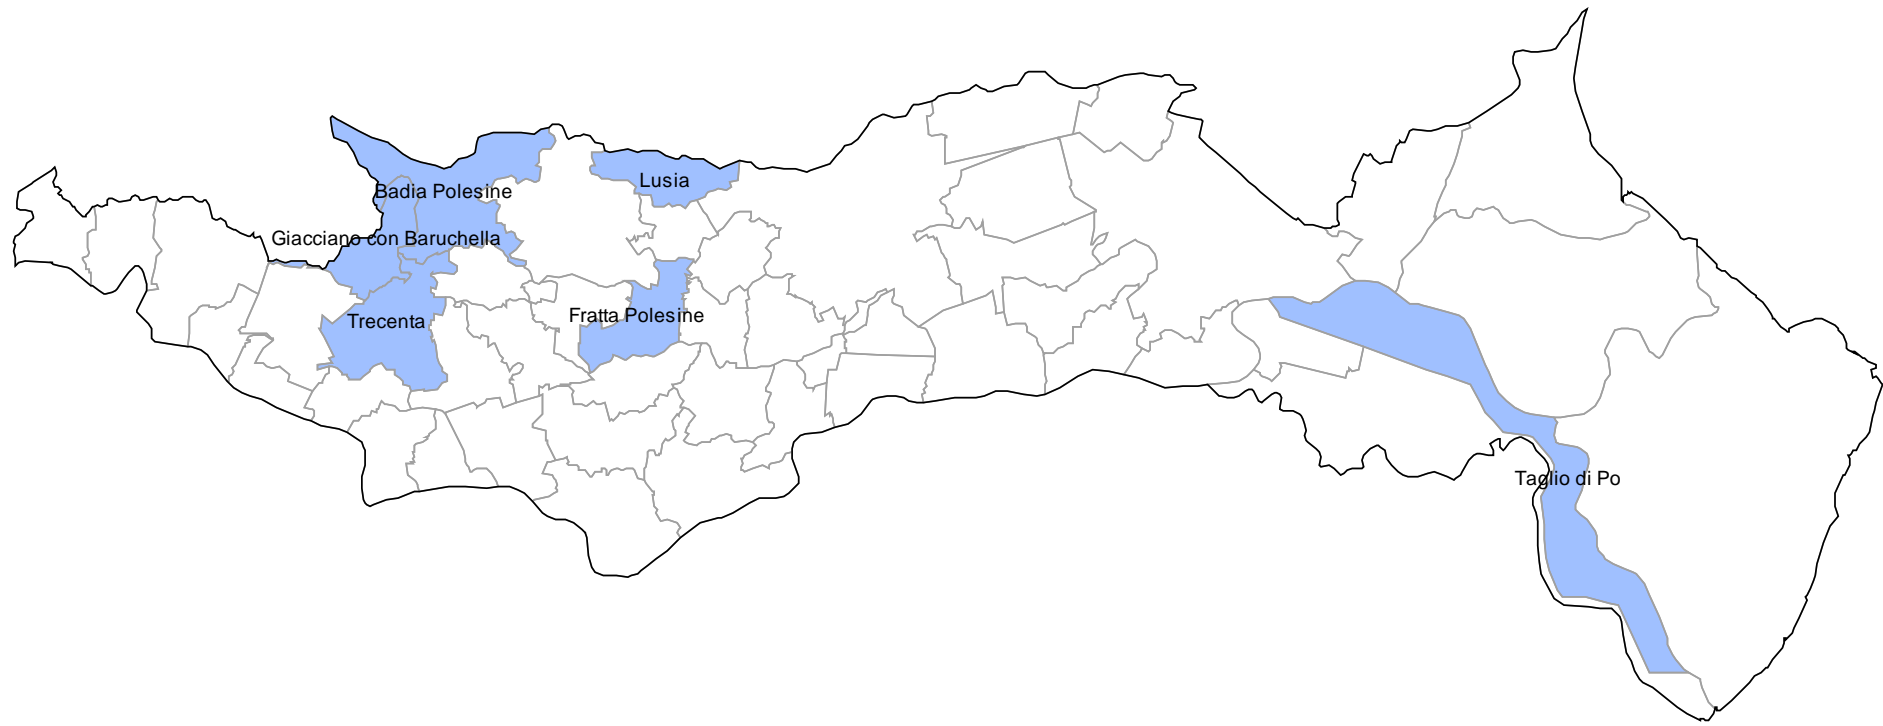 Lusia
Badia Polesine
Giacciano con Baruchella
Fratta Polesine
Trecenta
Taglio di Po